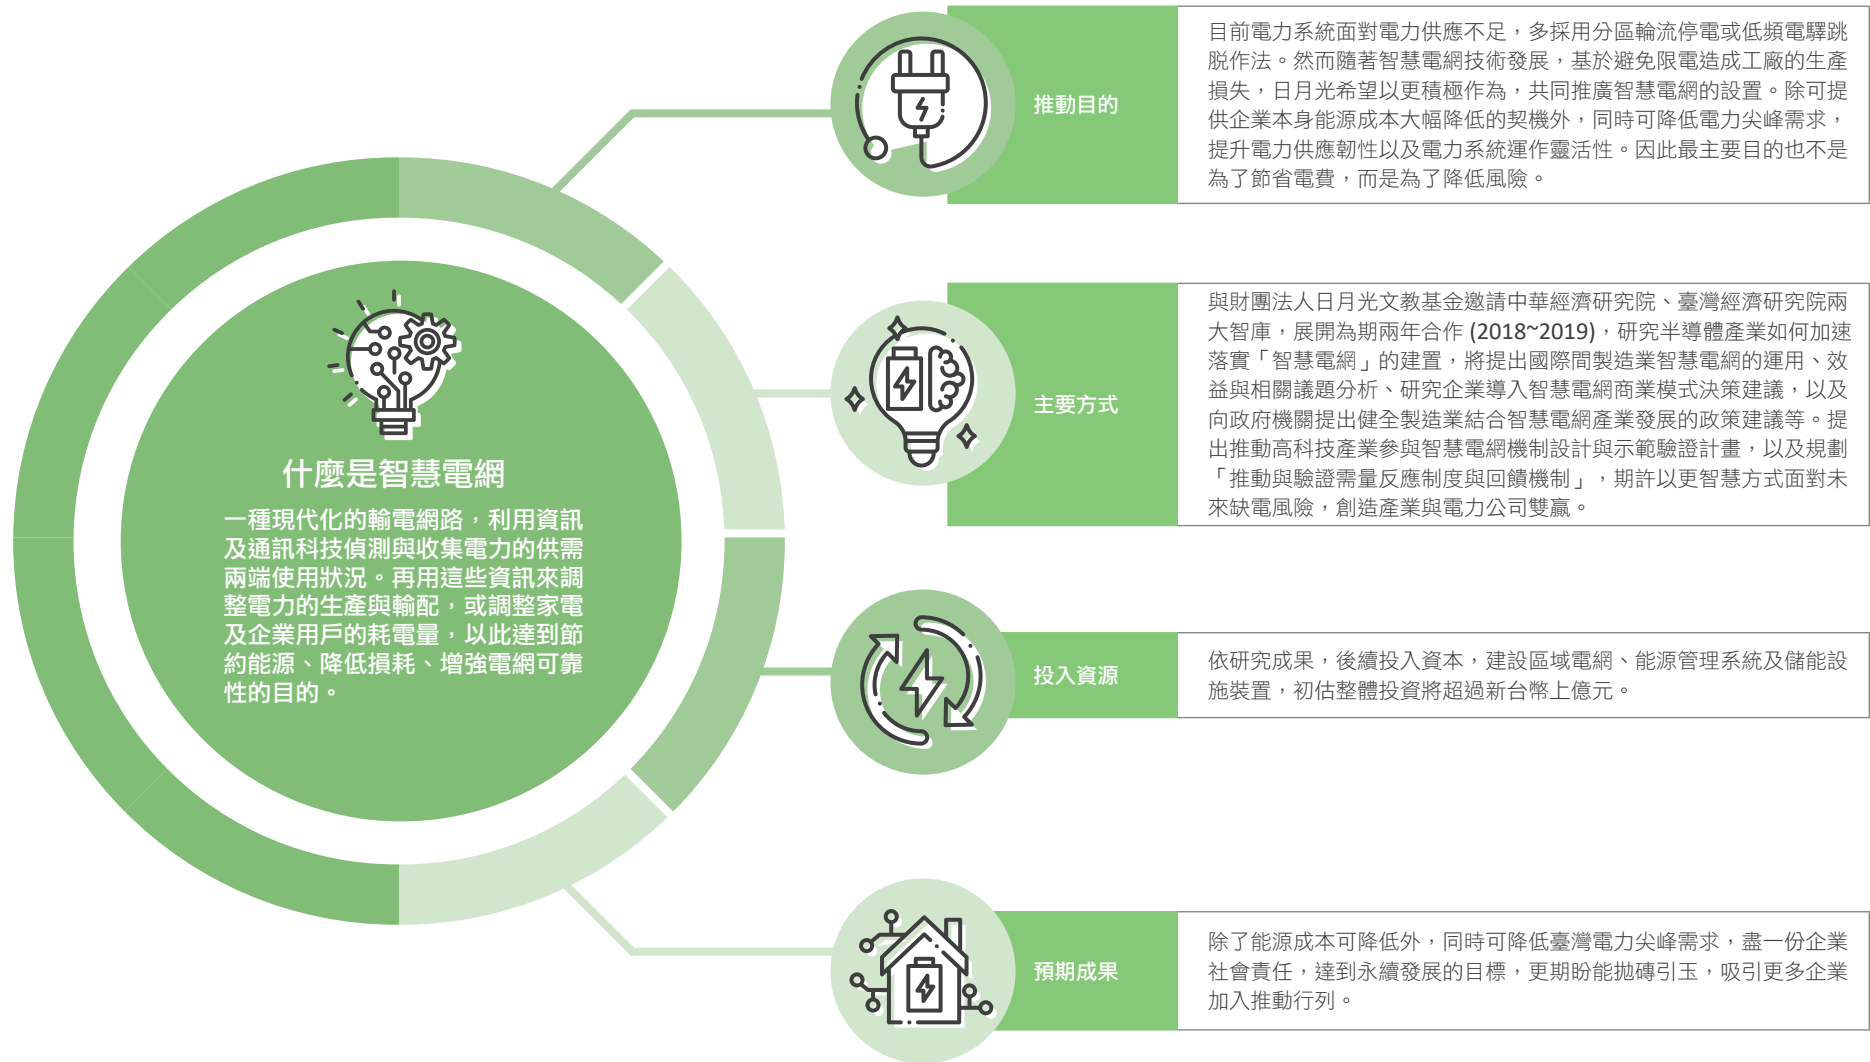 什麼是智慧電網
一種現代化的輸電網路，利用資訊
及通訊科技偵測與收集電力的供需
兩端使用狀況。再用這些資訊來調
整電力的生產與輸配，或調整家電
及企業用戶的耗電量，以此達到節
約能源、降低損耗、增強電網可靠
性的目的。
推動目的
目前電力系統面對電力供應不足，多採用分區輪流停電或低頻電驛跳
脫作法。然而隨著智慧電網技術發展，基於避免限電造成工廠的生產
損失，日月光希望以更積極作為，共同推廣智慧電網的設置。除可提
供企業本身能源成本大幅降低的契機外，同時可降低電力尖峰需求，
提升電力供應韌性以及電力系統運作靈活性。因此最主要目的也不是
為了節省電費，而是為了降低風險。
主要方式
與財團法人日月光文教基金邀請中華經濟研究院、臺灣經濟研究院兩
大智庫，展開為期兩年合作 (2018~2019)，研究半導體產業如何加速
落實「智慧電網」的建置，將提出國際間製造業智慧電網的運用、效
益與相關議題分析、研究企業導入智慧電網商業模式決策建議，以及
向政府機關提出健全製造業結合智慧電網產業發展的政策建議等。提
出推動高科技產業參與智慧電網機制設計與示範驗證計畫，以及規劃
「推動與驗證需量反應制度與回饋機制」，期許以更智慧方式面對未
來缺電風險，創造產業與電力公司雙贏。
投入資源
依研究成果，後續投入資本，建設區域電網、能源管理系統及儲能設
施裝置，初估整體投資將超過新台幣上億元。
預期成果
除了能源成本可降低外，同時可降低臺灣電力尖峰需求，盡一份企業
社會責任，達到永續發展的目標，更期盼能拋磚引玉，吸引更多企業
加入推動行列。